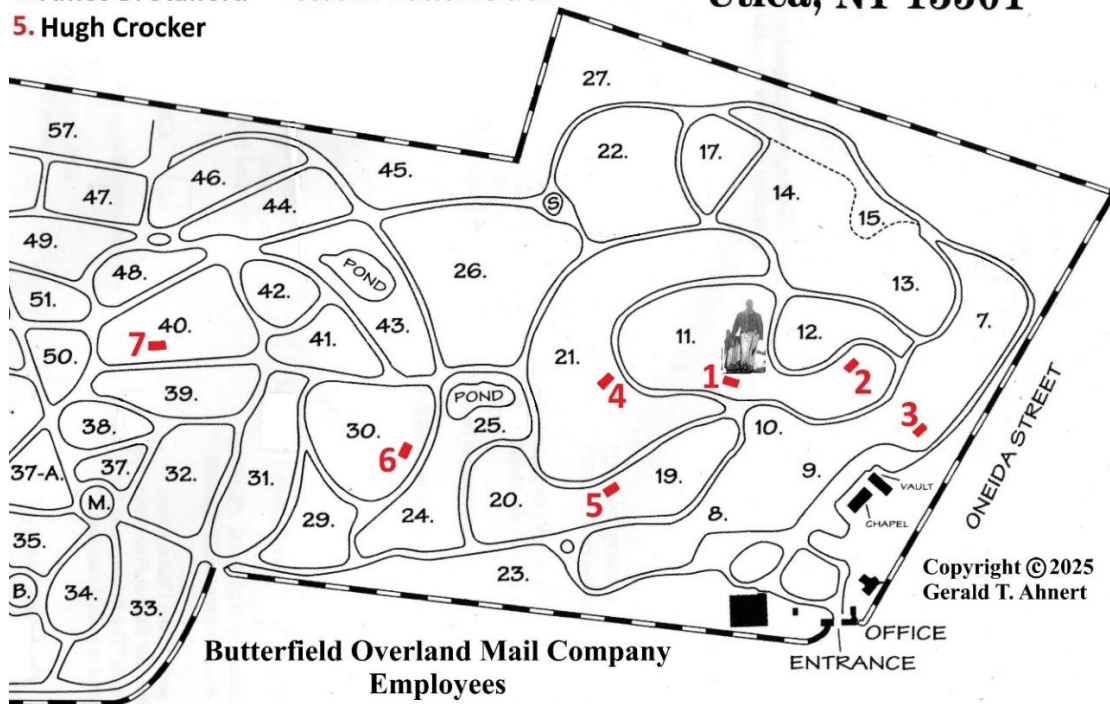 Utica, NY 13501
5. Hugh Crocker
27.
57.
22.
17.
45.
46.
47.
14.
44.
15.
S
49.
26.
48.
POND
13.
42.
7.
51.
43.
12.
40.
11.
41.
7
50.
21.
1
2
4
39.
POND
3
38.
25.
10.
30.
6
37-A.
37.
32.
31.
19.
9.
M.
5
VAULT
20.
CHAPEL
29.
24.
8.
35.
ONEIDA STREET
B.
34.
23.
33.
Copyright © 2025
Gerald T. Ahnert
OFFICE
ENTRANCE
Butterfield Overland Mail Company
Employees